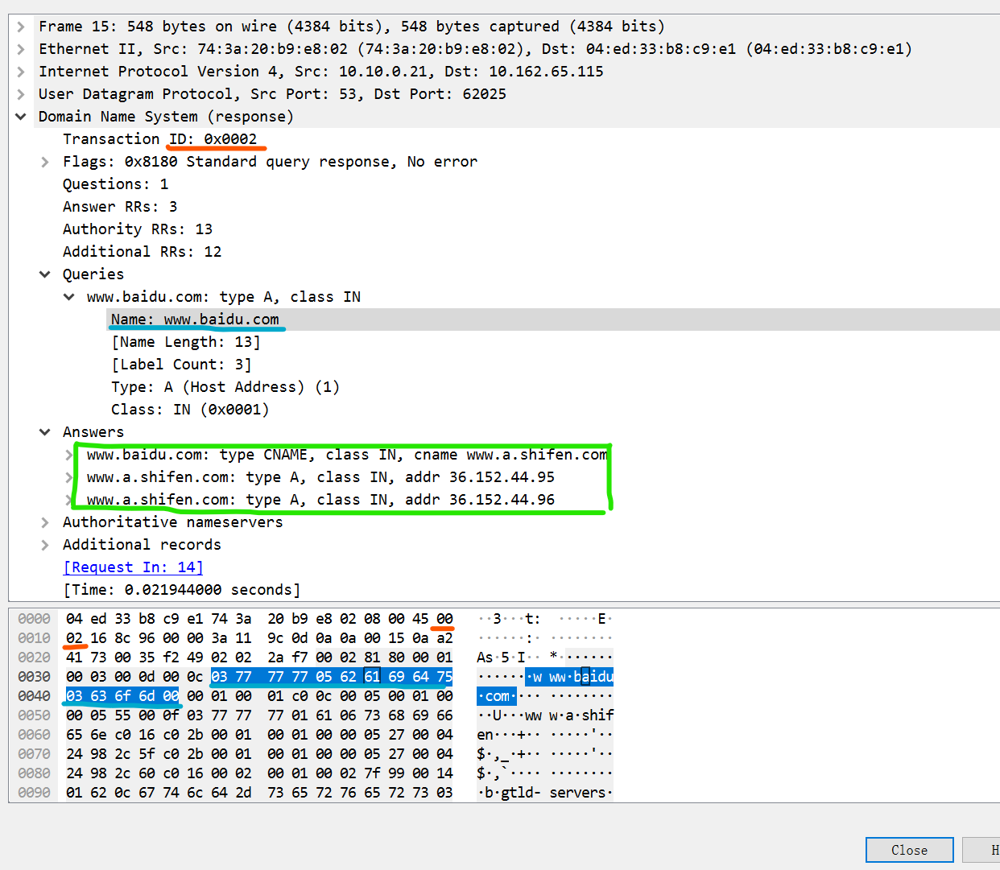 Frame 15: 548 bytes on wire (4384 bits), 548 bytes captured (4384 bits)
Ethernet II, Src: 74:3a:20:b9:e8:02 (74:3a:20:b9:e8:02), Dst: 04:ed:33:b8:c9:e1 (04:ed:33:b8:c9:e1)
Internet Protocol Version 4, Src: 10.10.0.21, Dst: 10.162.65.115
User Datagram Protocol, Src Port: 53, Dst Port: 62025
Domain Name System (response)
Transaction ID: 0x0002
Flags: 0x8180 Standard query response, No error
Questions: 1
Answer RRs: 3
Authority RRs: 13
Additional RRs: 12
Queries
www.baidu.com: type A, class IN
Name: www.baidu.com
[Name Length: 13]
[Label Count: 3]
Type: A (Host Address) (1)
Class: IN (0x0001)
Answers
www.baidu.com: type CNAME, class IN, cname www.a.shifen.com
www.a.shifen.com: type A, class IN, addr 36.152.44.95
www.a.shifen.com: type A, class IN, addr 36.152.44.96
Authoritative nameservers
Additional records
[Request In: 14]
[Time: 0.021944000 seconds]
0000 04 ed 33 b8 c9 e1 74 3a 20 b9 e8 02 08 00 45 00 ··3···t: ·····E·
0010 02 16 8c 96 00 00 3a 11 9c 0d 0a 0a 00 15 0a a2 ······:· ········
0020 41 73 00 35 f2 49 02 02 2a f7 00 02 81 80 00 01 As·5·I·· *·······
0030 00 03 00 0d 00 0c 03 77 77 77 05 62 61 69 64 75 ·······w ww·baidu
0040 03 63 6f 6d 00 00 01 00 01 c0 0c 00 05 00 01 00 ·com···· ········
0050 00 05 55 00 0f 03 77 77 77 01 61 06 73 68 69 66 ··U···ww w·a·shif
0060 65 6e c0 16 c0 2b 00 01 00 01 00 00 05 27 00 04 en···+·· ·····'··
0070 24 98 2c 5f c0 2b 00 01 00 01 00 00 05 27 00 04 $·,_·+·· ·····'··
0080 24 98 2c 60 c0 16 00 02 00 01 00 02 7f 99 00 14 $·,`···· ········
0090 01 62 0c 67 74 6c 64 2d 73 65 72 76 65 72 73 03 ·b·gtld- servers·
Close
H